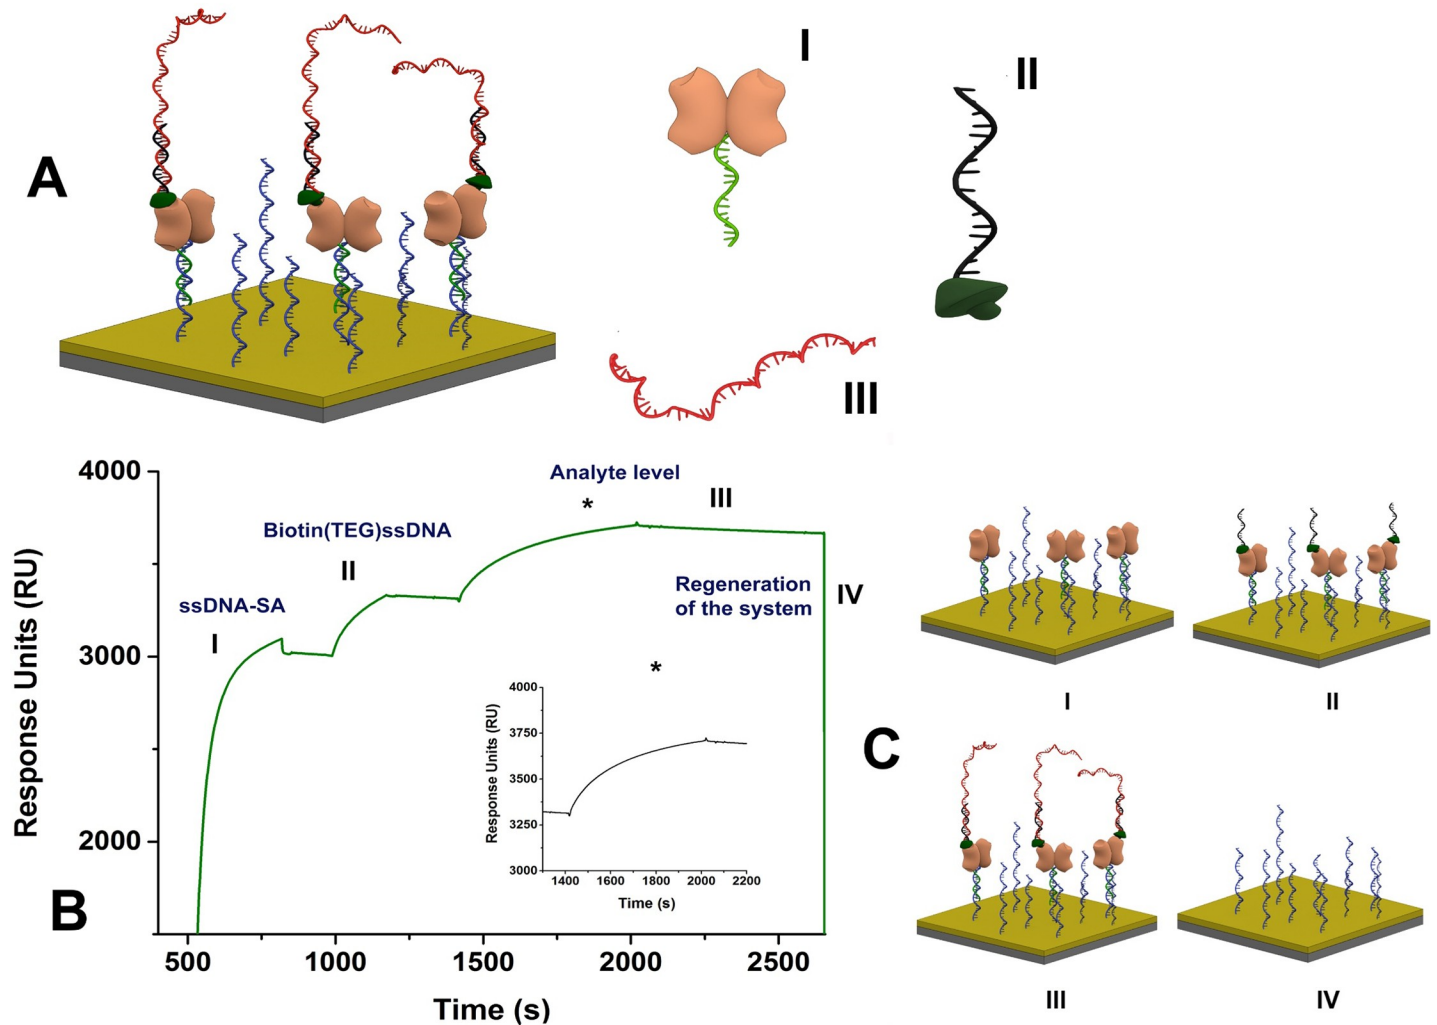 I
II
A
III
4000
3000
2000
Response Units (RU)
Analyte level
*
III
Biotin(TEG)ssDNA
II
ssDNA-SA
I
Regeneration
of the system
IV
*
4000
3750
3500
3250
3000
Response Units (RU)
1400 1600 1800 2000 2200
Time (s)
B
500 1000 1500 2000 2500
Time (s)
I
II
C
III
IV